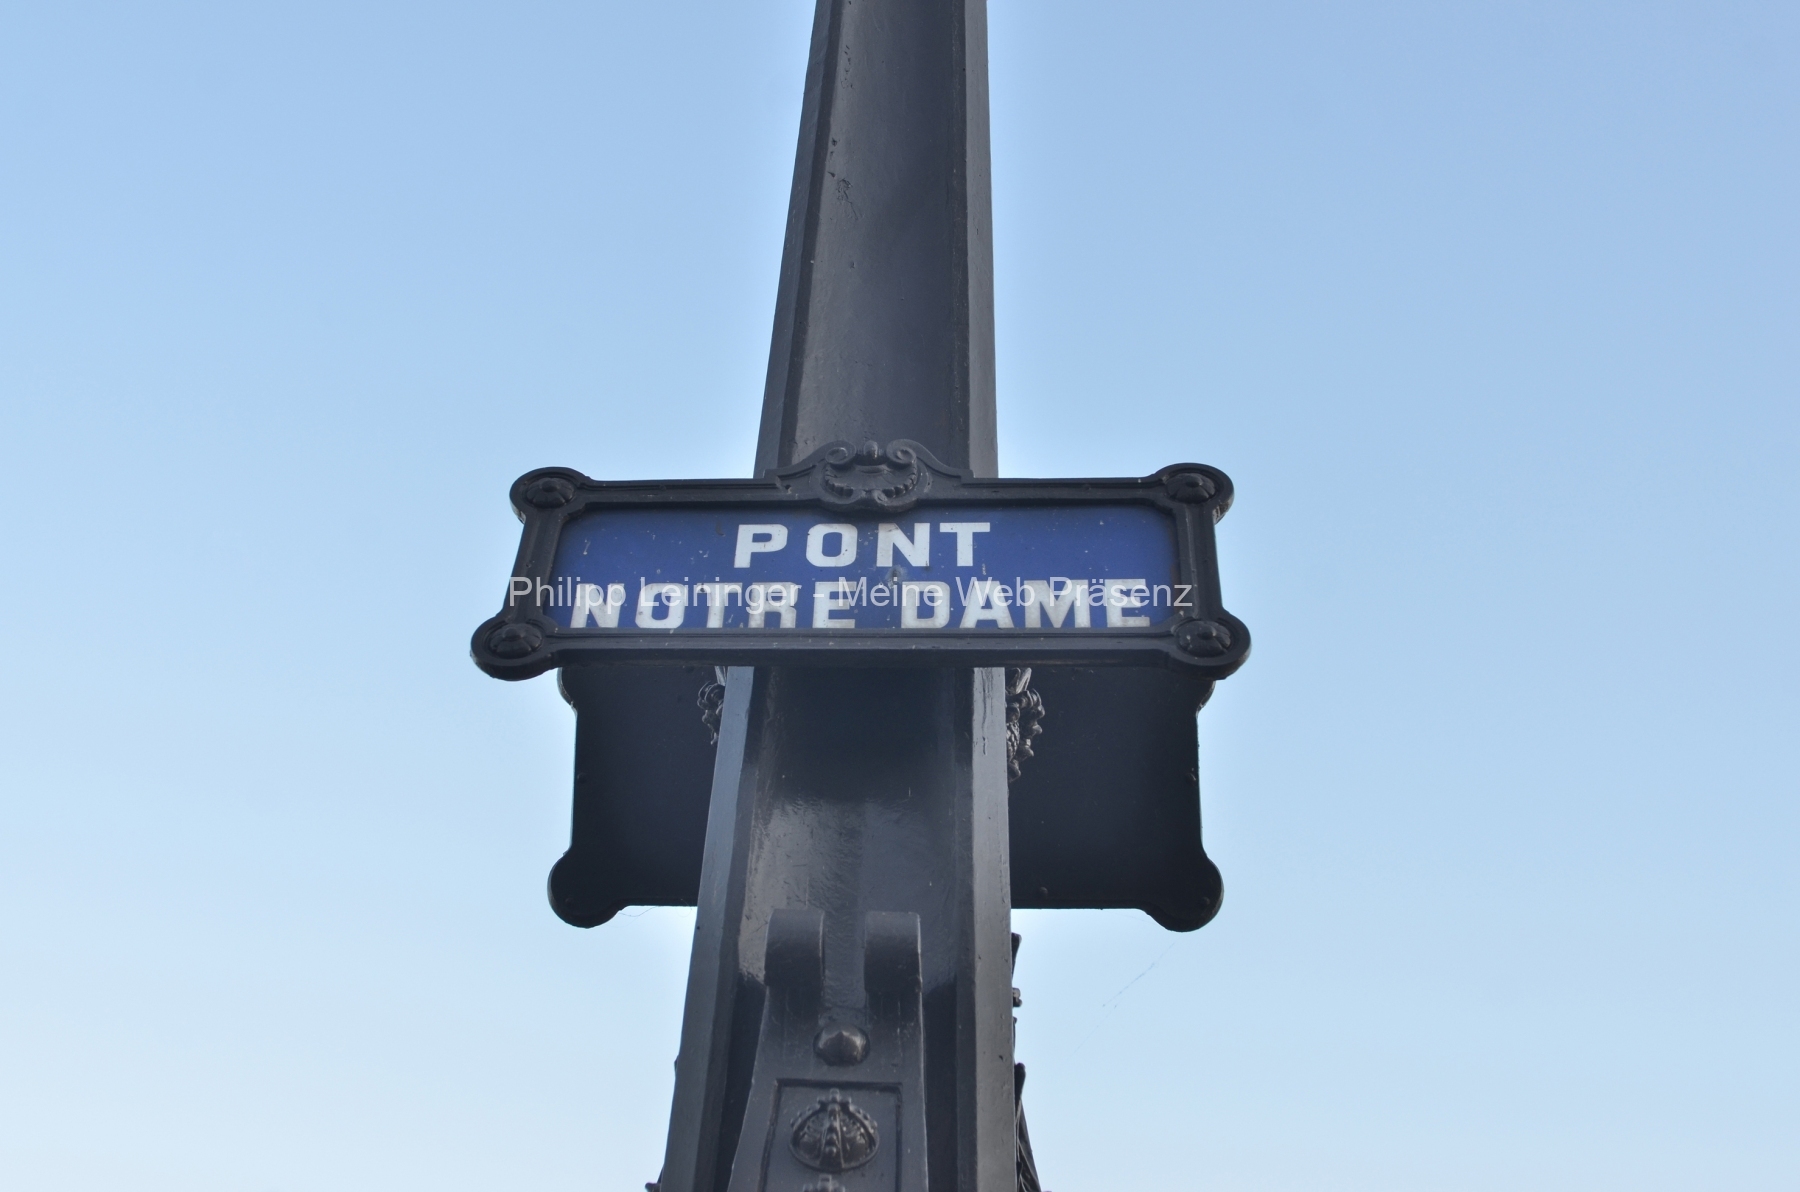 PONT
NOTRE DAME
Philipp Leininger - Meine Web Präsenz